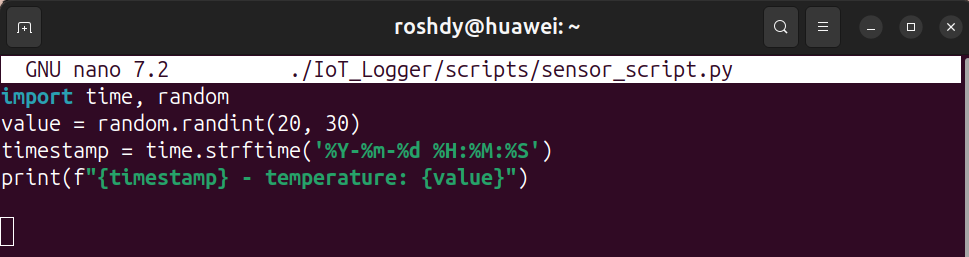 roshdy@huawei: ~
GNU nano 7.2 ./IoT_Logger/scripts/sensor_script.py
import time, random
value = random.randint(20, 30)
timestamp = time.strftime('%Y-%m-%d %H:%M:%S')
print(f"{timestamp} - temperature: {value}")